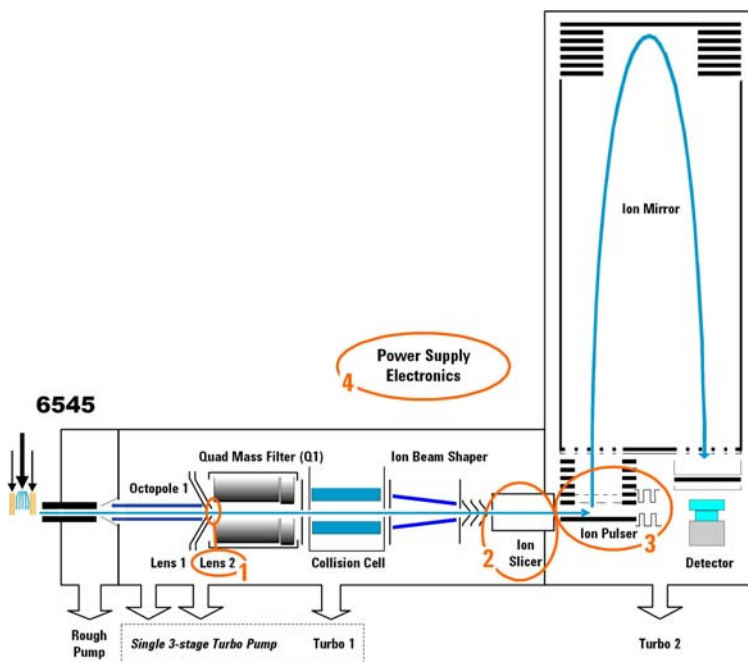 Ion Mirror
Power Supply
Electronics
4
6545
Quad Mass Filter (Q1)
Ion Beam Shaper
Octopole 1
Lens 1
Lens 2
1
Collision Cell
2
Ion
Slicer
Ion Pulser
3
Detector
Rough
Pump
Single 3-stage Turbo Pump
Turbo 1
Turbo 2